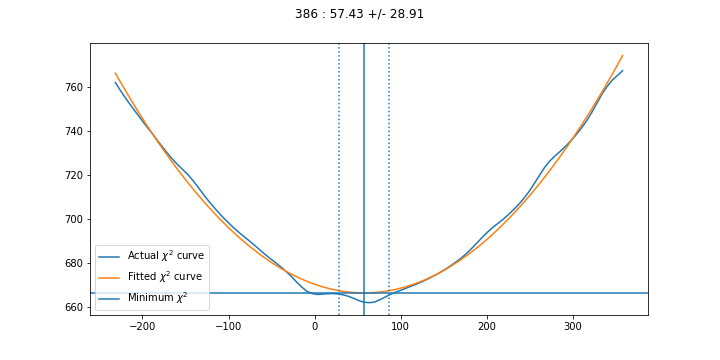 386 : 57.43 +/- 28.91
760
740
720
700
680
660
Actual χ² curve
Fitted χ² curve
Minimum χ²
−200 −100 0 100 200 300